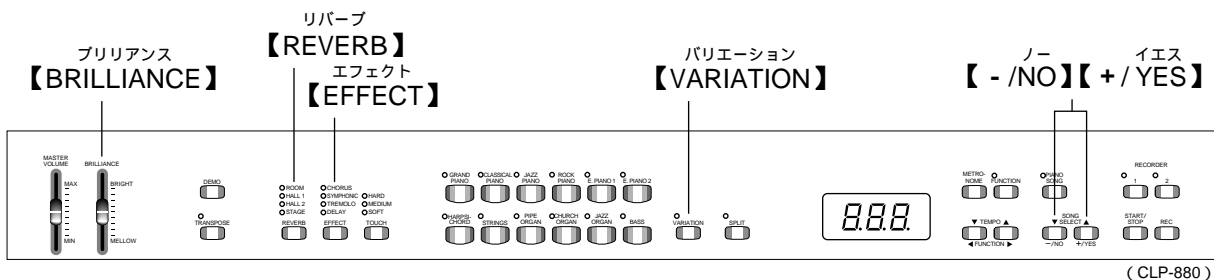 リバーブ
【REVERB】
ブリリアンス
【BRILLIANCE】
エフェクト
【EFFECT】
バリエーション
【VARIATION】
ノー イエス
【 - /NO】【 + / YES】
MASTER VOLUME
MAX
MIN
BRILLIANCE
BRIGHT
MELLOW
DEMO
TRANSPOSE
ROOM
HALL 1
HALL 2
STAGE
REVERB
CHORUS
SYMPHONIC
TREMOLO
DELAY
EFFECT
HARD
MEDIUM
SOFT
TOUCH
GRAND PIANO
CLASSICAL PIANO
JAZZ PIANO
ROCK PIANO
E. PIANO 1
E. PIANO 2
HARPSI-CHORD
STRINGS
PIPE ORGAN
CHURCH ORGAN
JAZZ ORGAN
BASS
VARIATION
SPLIT
8.8.8.
METRO-NOME
FUNCTION
▼ TEMPO ▲
◀ FUNCTION ▶
PIANO SONG
SONG
▼ SELECT ▲
–/NO
+/YES
RECORDER
1
2
START/STOP
REC
( CLP-880 )